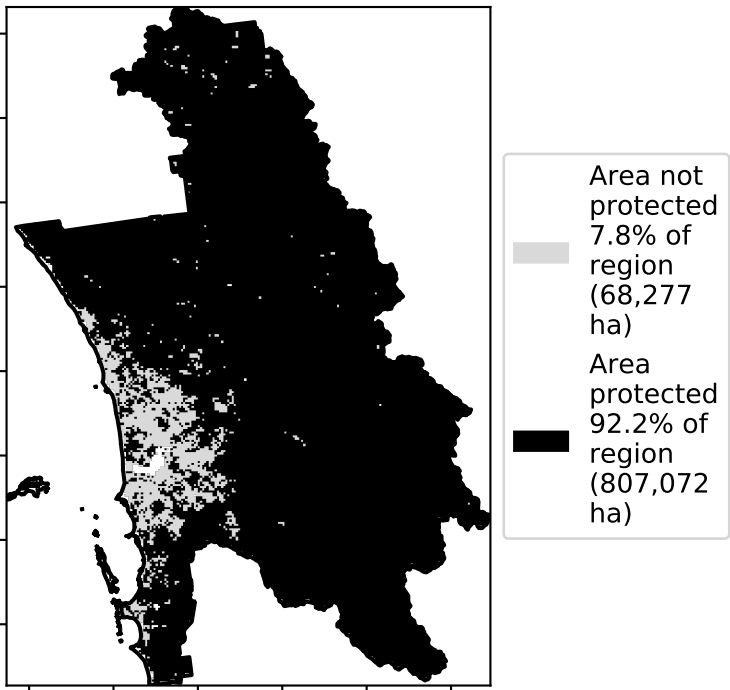 Area not
protected
7.8% of
region
(68,277
ha)
Area
protected
92.2% of
region
(807,072
ha)